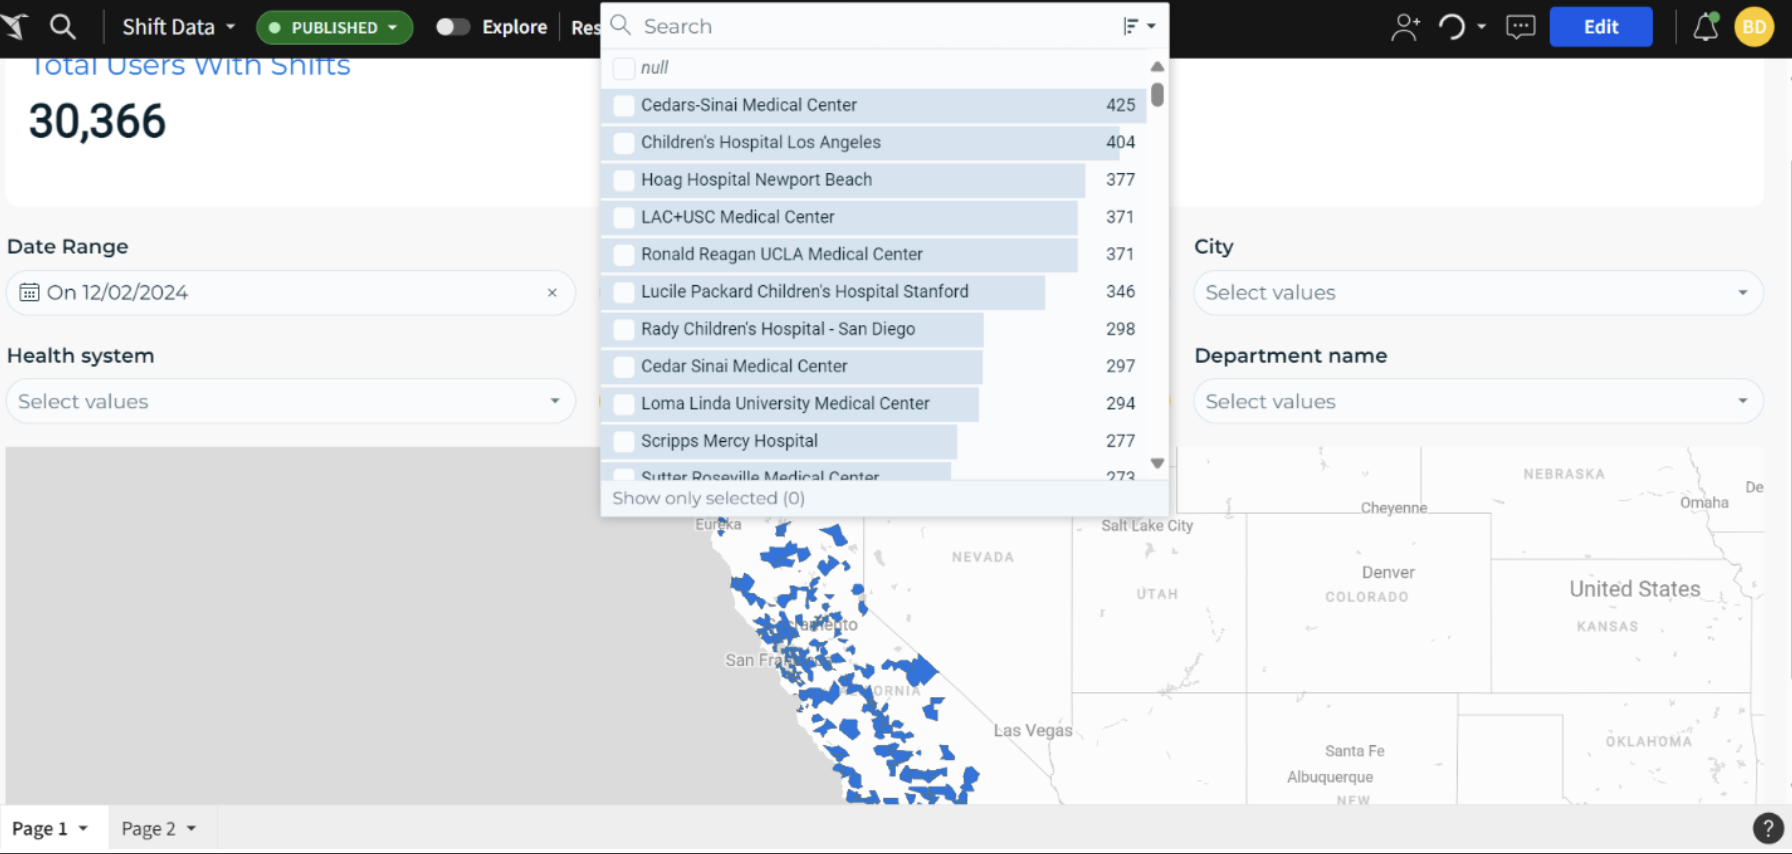 Shift Data
PUBLISHED
Explore
Res
Edit
BD
Total Users With Shifts
30,366
Search
null
Cedars-Sinai Medical Center 425
Children's Hospital Los Angeles 404
Hoag Hospital Newport Beach 377
LAC+USC Medical Center 371
Ronald Reagan UCLA Medical Center 371
Lucile Packard Children's Hospital Stanford 346
Rady Children's Hospital - San Diego 298
Cedar Sinai Medical Center 297
Loma Linda University Medical Center 294
Scripps Mercy Hospital 277
Sutter Roseville Medical Center 273
Show only selected (0)
Date Range
On 12/02/2024
City
Select values
Health system
Select values
Department name
Select values
NEBRASKA
Omaha
De
Cheyenne
Eureka
Salt Lake City
NEVADA
UTAH
Denver
COLORADO
United States
KANSAS
Sacramento
San Fran
ORNIA
Las Vegas
Santa Fe
Albuquerque
NEW
OKLAHOMA
Page 1
Page 2
?